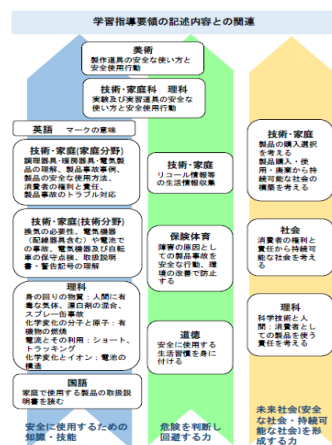 学習指導要領の記述内容との関連
美術
製作道具の安全な使い方と
安全使用行動
技術・家庭科　理科
実験及び実習道具の安全な
使い方と安全使用行動
英語　マークの意味
技術・家庭(家庭分野)
調理器具・暖房器具・電気製
品の理解、製品事故事例、
製品の安全な使用方法、
消費者の権利と責任、
製品事故のトラブル対応
技術・家庭(技術分野)
換気の必要性、電気機器
(配線器具含む)や電池で
の事故、電気機器及び自転
車の保守点検、取扱説明
書・警告記号の理解
理科
身の回りの物質：人間に有
毒な気体、漂白剤の混合、
スプレー缶事故
化学変化の分子と原子：有
機物の燃焼
電流とその利用：ショート、
トラッキング
化学変化とイオン：電池の
構造
国語
家庭で使用する製品の取扱説
明書を読む
安全に使用するための
知識・技能
技術・家庭
リコール情報等
の生活情報収集
保険体育
障害の原因とし
ての製品事故を
安全な行動、環
境の改善で防止
する
道徳
安全に使用する
生活習慣を身に
付ける
危険を判断し
回避する力
技術・家庭
製品の購入選択
を考える
製品購入・使
用・廃棄から持
続可能な社会の
構築を考える
社会
消費者の権利と
責任から持続可
能な社会を考え
る
理科
科学技術と人
間：消費者とし
ての製品を使う
責任を考える
未来社会(安全
な社会・持続可
能な社会)を形
成する力